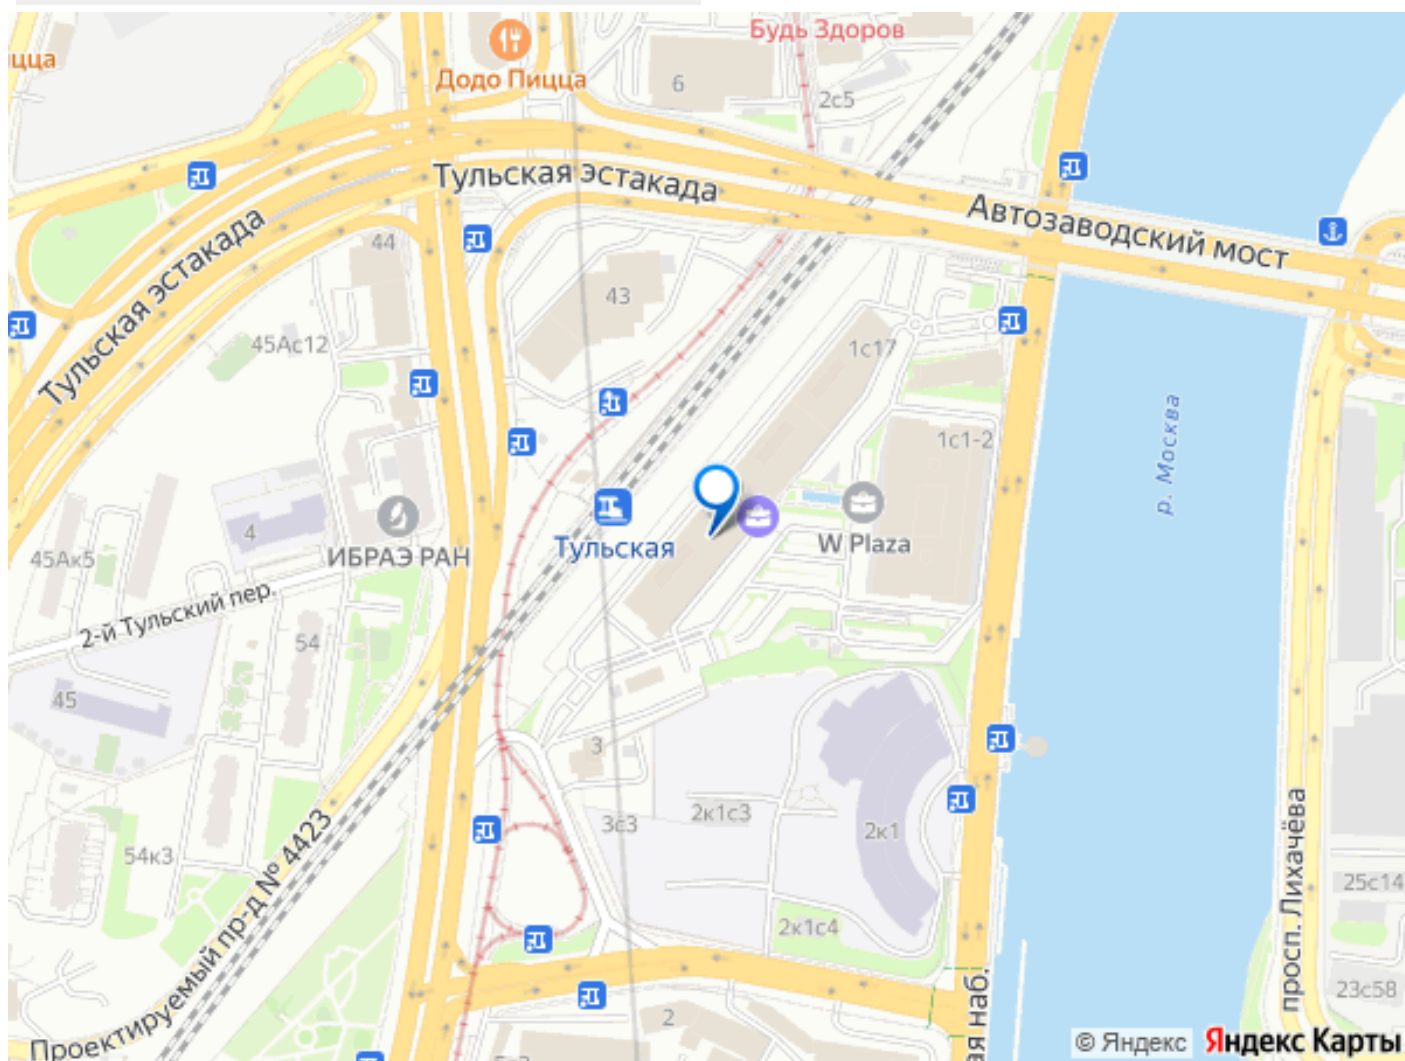 Будь Здоров
цца
Додо Пицца
6
2с5
Тульская эстакада
Автозаводский мост
44
Тульская эстакада
43
45Ас12
1с17
р. Москва
1с1-2
4
ИБРАЭ РАН
Тульская
W Plaza
45Ак5
2-й Тульский пер.
54
45
3
2к1с3
3с3
2к1
54к3
просп. Лихачёва
25с14
Проектируемый пр-д № 4423
2к1с4
23с58
2
ая наб.
© Яндекс Яндекс Карты